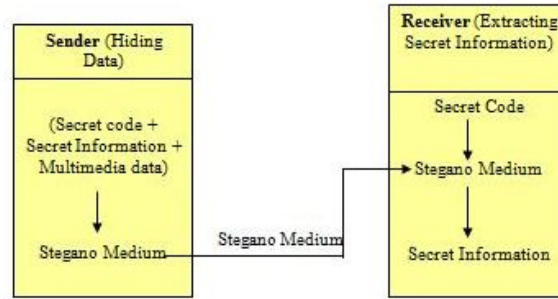 Sender (Hiding
Data)
(Secret code +
Secret Information +
Multimedia data)
Stegano Medium
Stegano Medium
Receiver (Extracting
Secret Information)
Secret Code
Stegano Medium
Secret Information